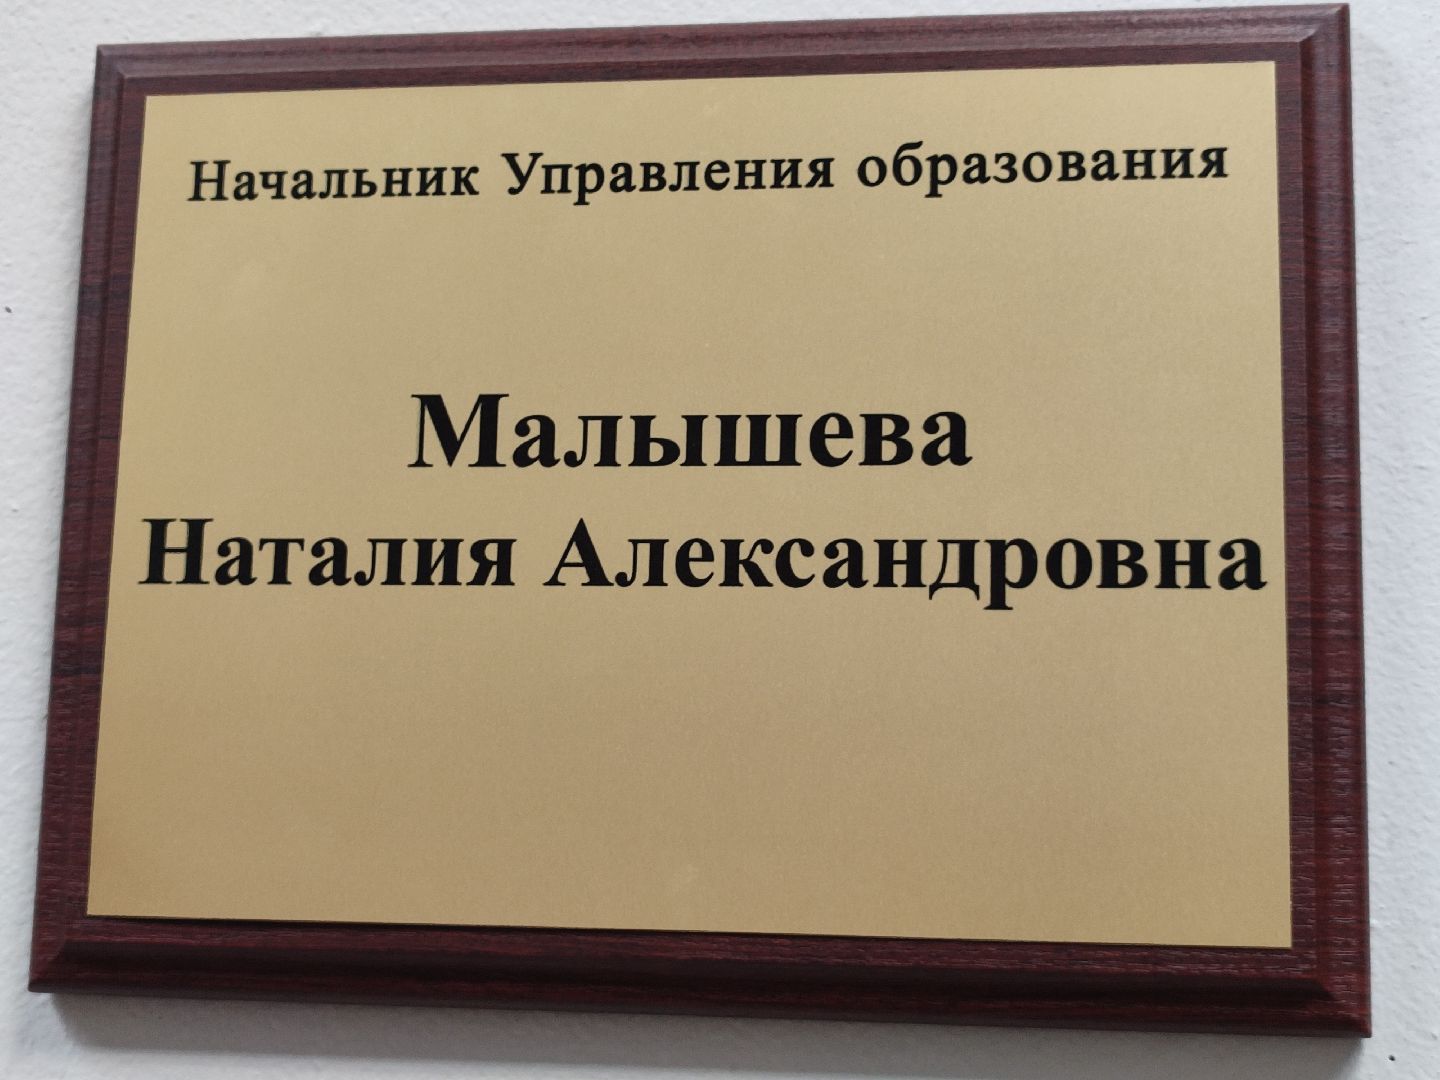 Начальник Управления образования
Малышева
Наталия Александровна